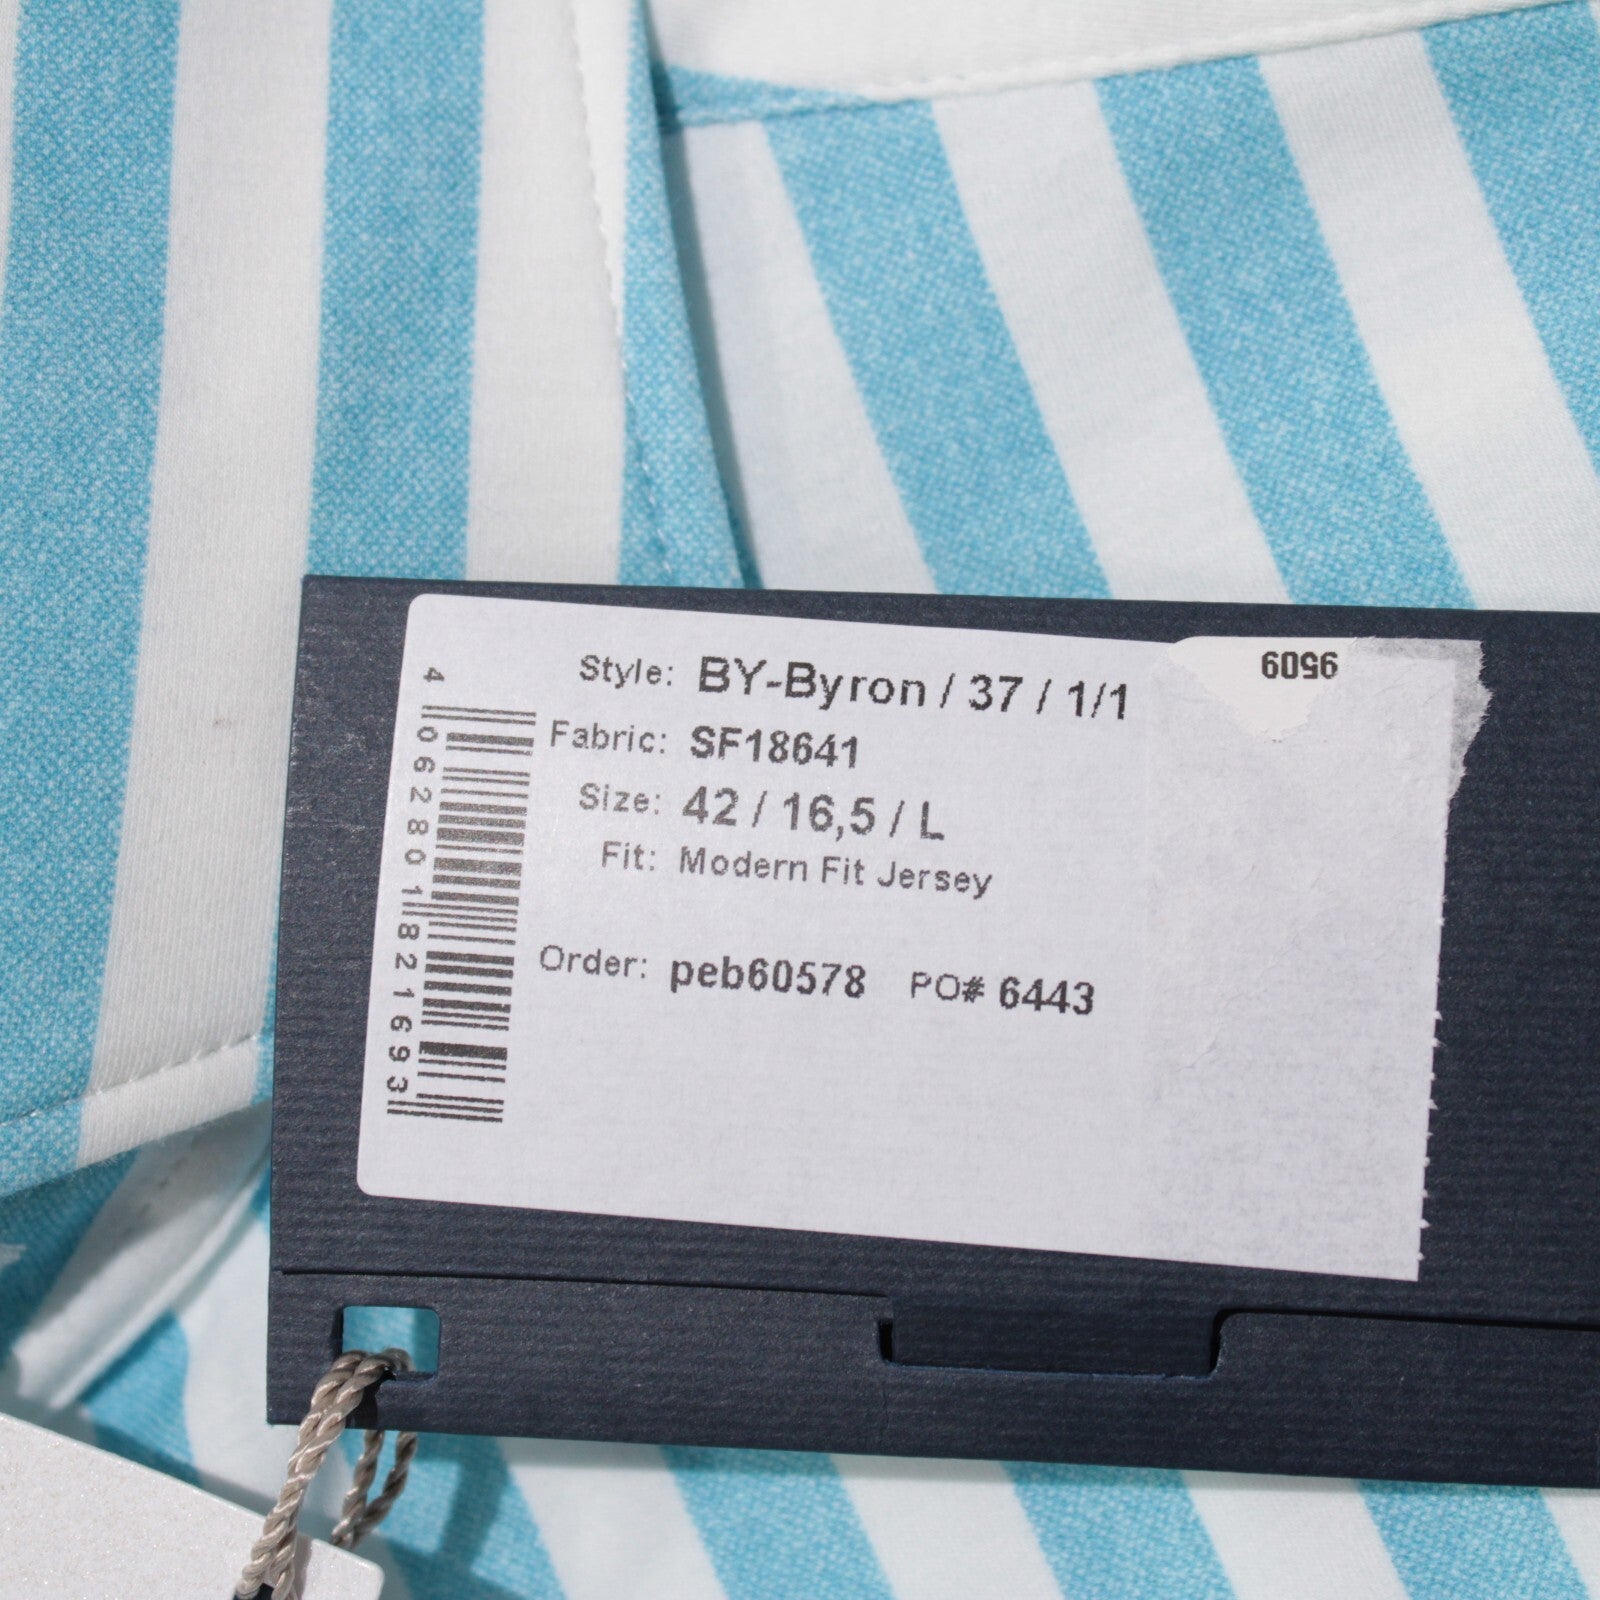 Style: BY-Byron / 37 / 1/1
9509
Fabric: SF18641
Size: 42 / 16,5 / L
Fit: Modern Fit Jersey
Order: peb60578 PO# 6443
4 062801 821693